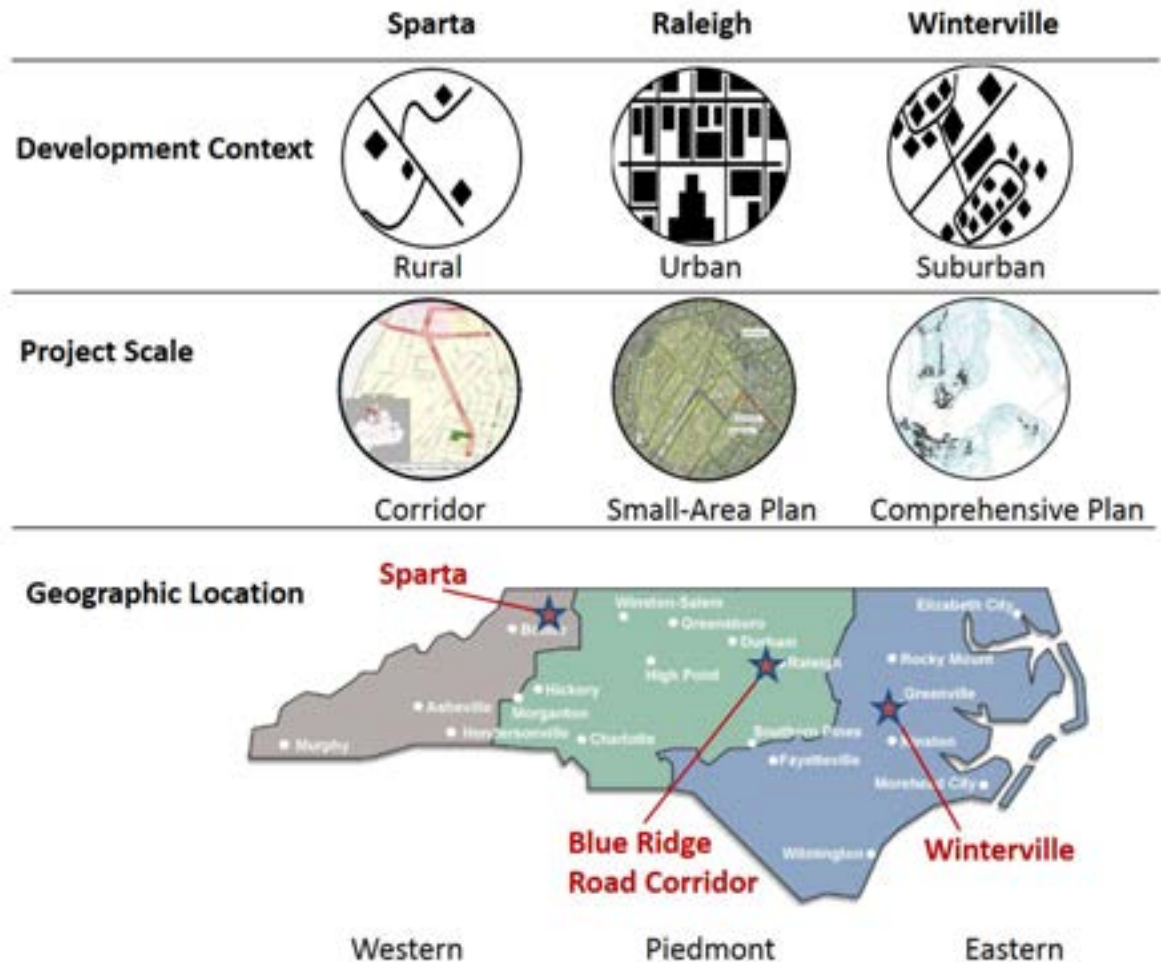 Sparta Raleigh Winterville
Development Context
Rural Urban Suburban
Project Scale
Corridor Small-Area Plan Comprehensive Plan
Geographic Location
Sparta
Winston-Salem
Greensboro
Durham
Raleigh
High Pond
Hickory
Morganton
Charlotte
Southern Pines
Asheville
Hendersonville
Murphy
Elizabeth City
Rocky Mount
Greenville
Fayetteville
Morehead City
Wilmington
Blue Ridge
Road Corridor
Winterville
Western Piedmont Eastern